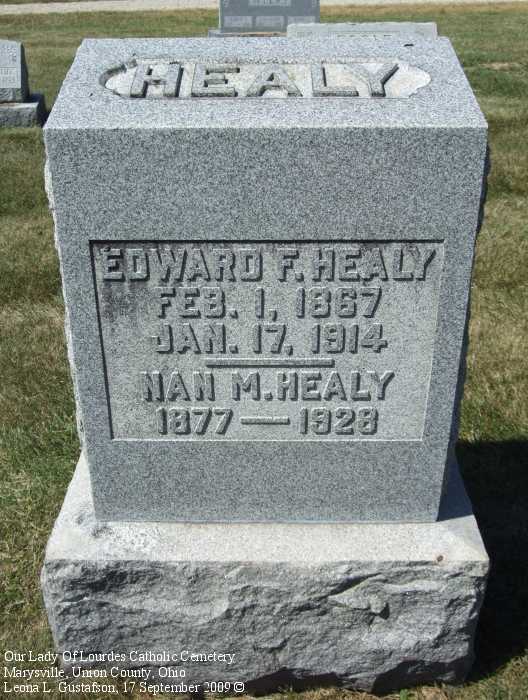 HEALY
EDWARD F. HEALY
FEB. 1, 1867
JAN. 17, 1914
NAN M. HEALY
1877 — 1928
Our Lady Of Lourdes Catholic Cemetery
Marysville, Union County, Ohio
Leona L. Gustafson, 17 September 2009 ©